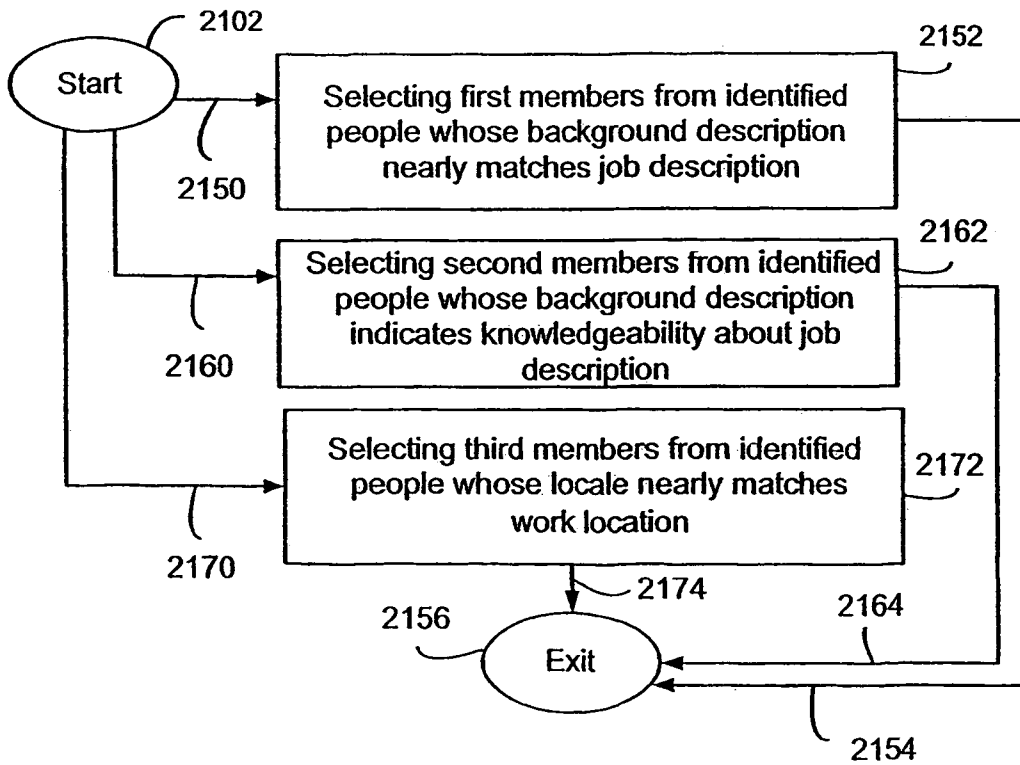 2102
Start
2152
Selecting first members from identified
people whose background description
nearly matches job description
2150
2162
Selecting second members from identified
people whose background description
indicates knowledgeability about job
description
2160
Selecting third members from identified
people whose locale nearly matches
work location
2172
2170
2174
2156
2164
Exit
2154